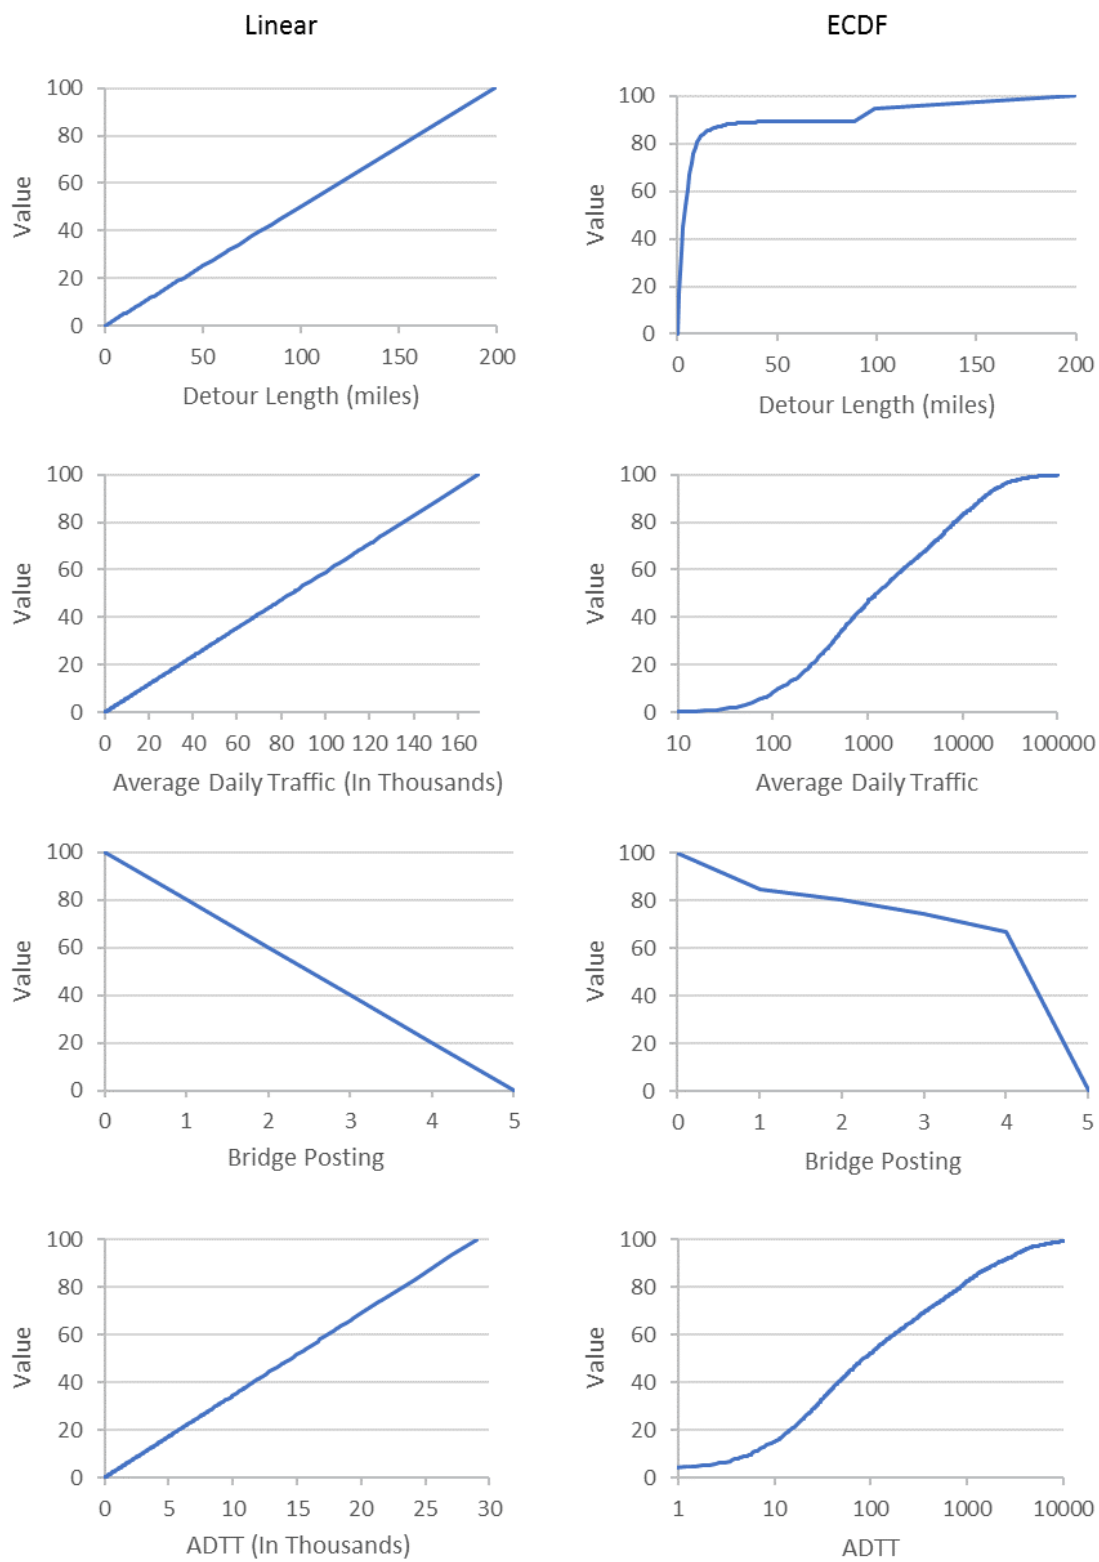 Linear
ECDF
100
80
60
40
20
0
Value
0 50 100 150 200
Detour Length (miles)
100
80
60
40
20
0
Value
0 50 100 150 200
Detour Length (miles)
100
80
60
40
20
0
Value
0 20 40 60 80 100 120 140 160
Average Daily Traffic (In Thousands)
100
80
60
40
20
0
Value
10 100 1000 10000 100000
Average Daily Traffic
100
80
60
40
20
0
Value
0 1 2 3 4 5
Bridge Posting
100
80
60
40
20
0
Value
0 1 2 3 4 5
Bridge Posting
100
80
60
40
20
0
Value
0 5 10 15 20 25 30
ADTT (In Thousands)
100
80
60
40
20
0
Value
1 10 100 1000 10000
ADTT